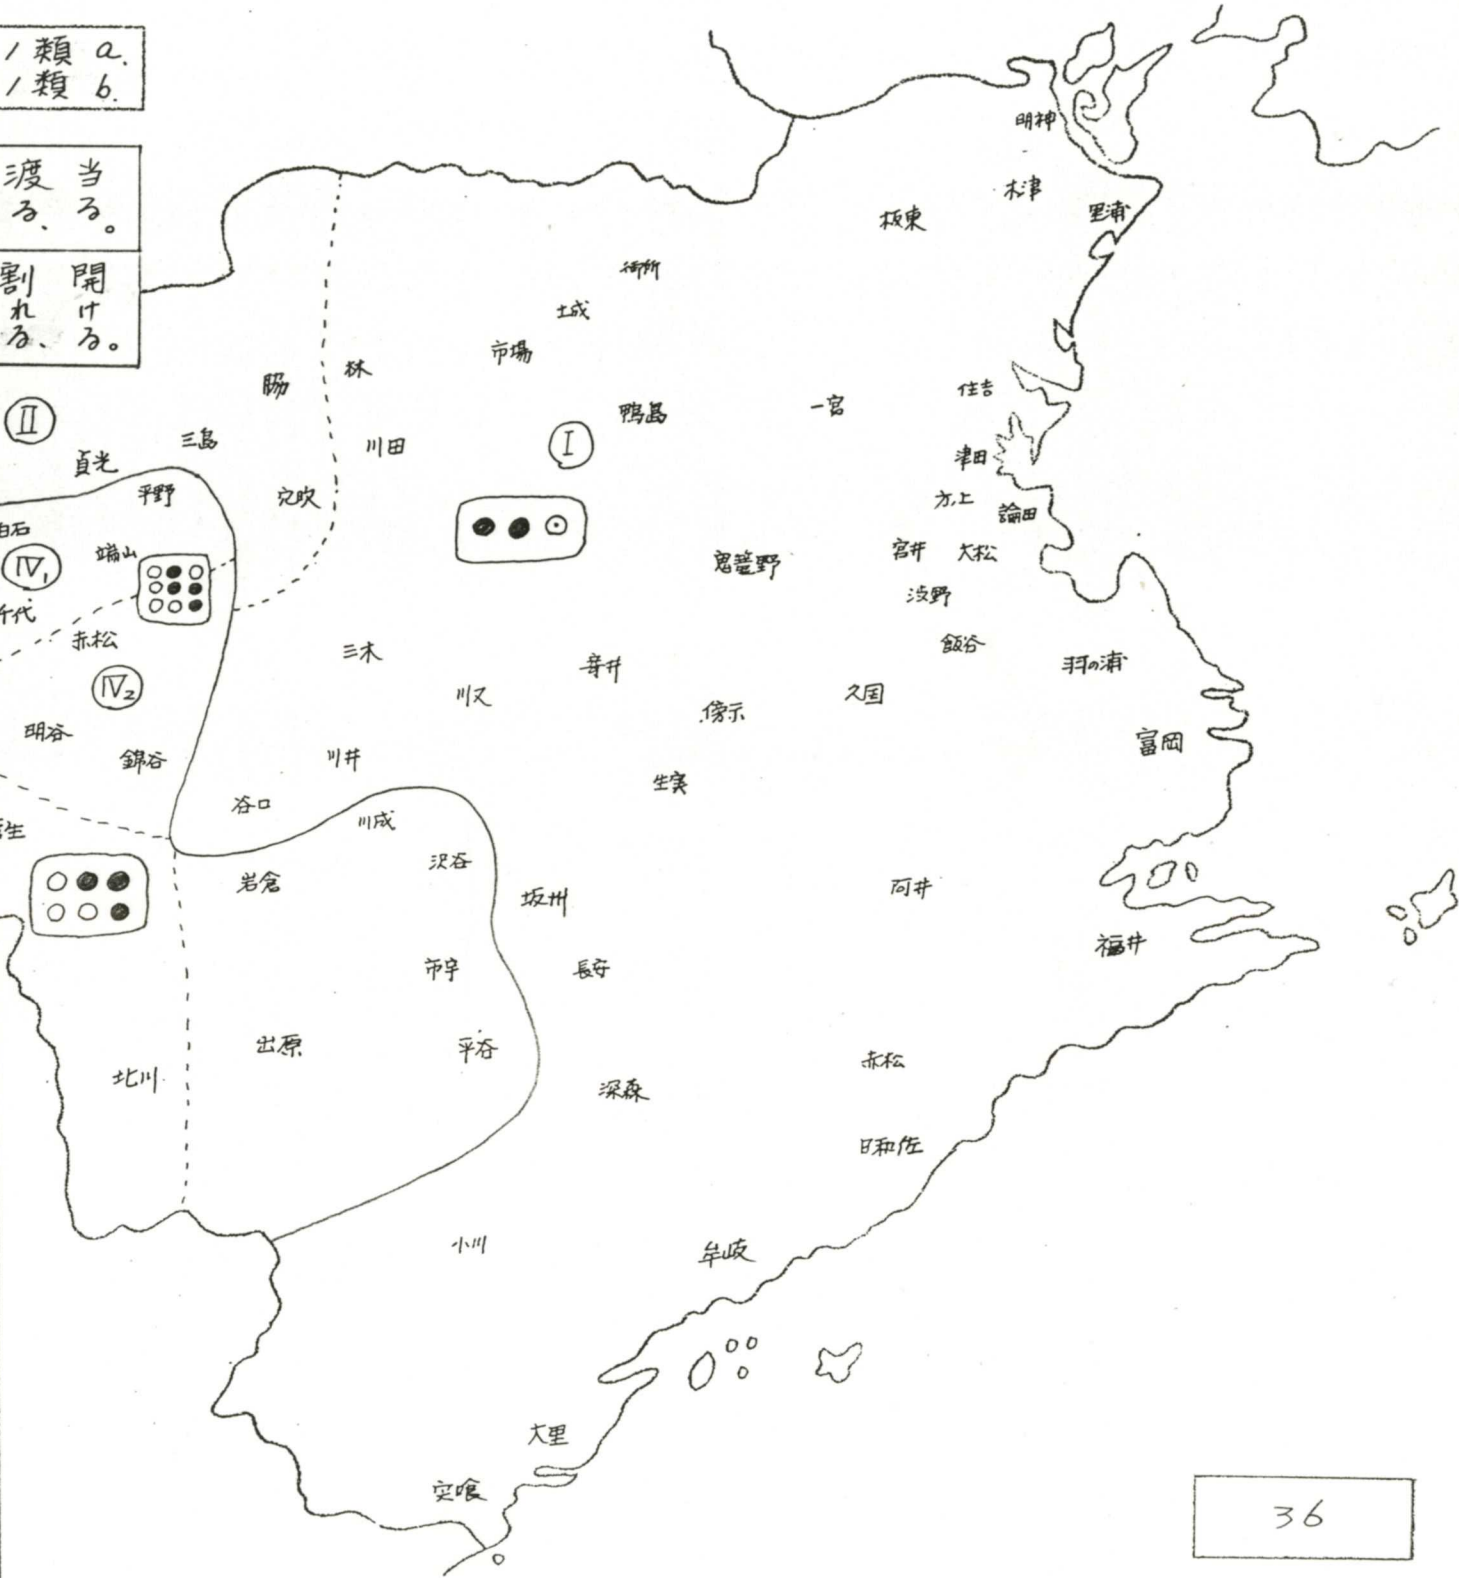 1類 a.
1類 b.
渡る、当る。
割れる、開ける。
明神
木津
里浦
板東
御所
土成
市場
林
脇
II
三島
貞光
川田
I
鴨島
一宮
住吉
津田
方上
論田
平野
穴吹
白石
端山
IV₁
鬼籠野
宮井
大松
渋野
飯谷
千代
赤松
三木
川又
羽の浦
IV₂
傍示
久国
明谷
錦谷
川井
生実
富岡
谷口
川成
沢谷
岩倉
坂州
阿井
福井
市宇
長安
出原
平谷
北川
深森
赤松
日和佐
小川
牟岐
大里
宍喰
36